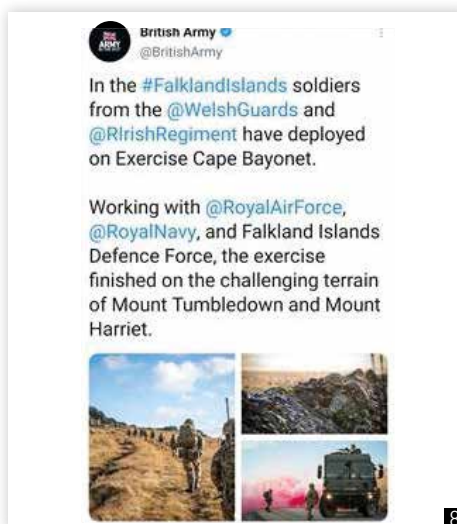 British Army
@BritishArmy
ARMY
In the #FalklandIslands soldiers
from the @WelshGuards and
@RIrishRegiment have deployed
on Exercise Cape Bayonet.
Working with @RoyalAirForce,
@RoyalNavy, and Falkland Islands
Defence Force, the exercise
finished on the challenging terrain
of Mount Tumbledown and Mount
Harriet.